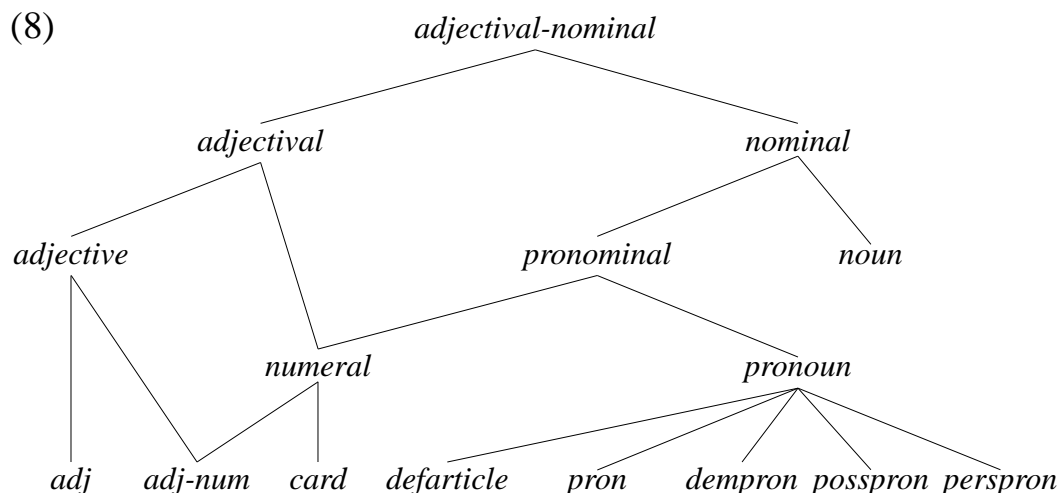 (8) adjectival-nominal
adjectival nominal
adjective pronominal noun
numeral pronoun
adj adj-num card defarticle pron dempron posspron perspron